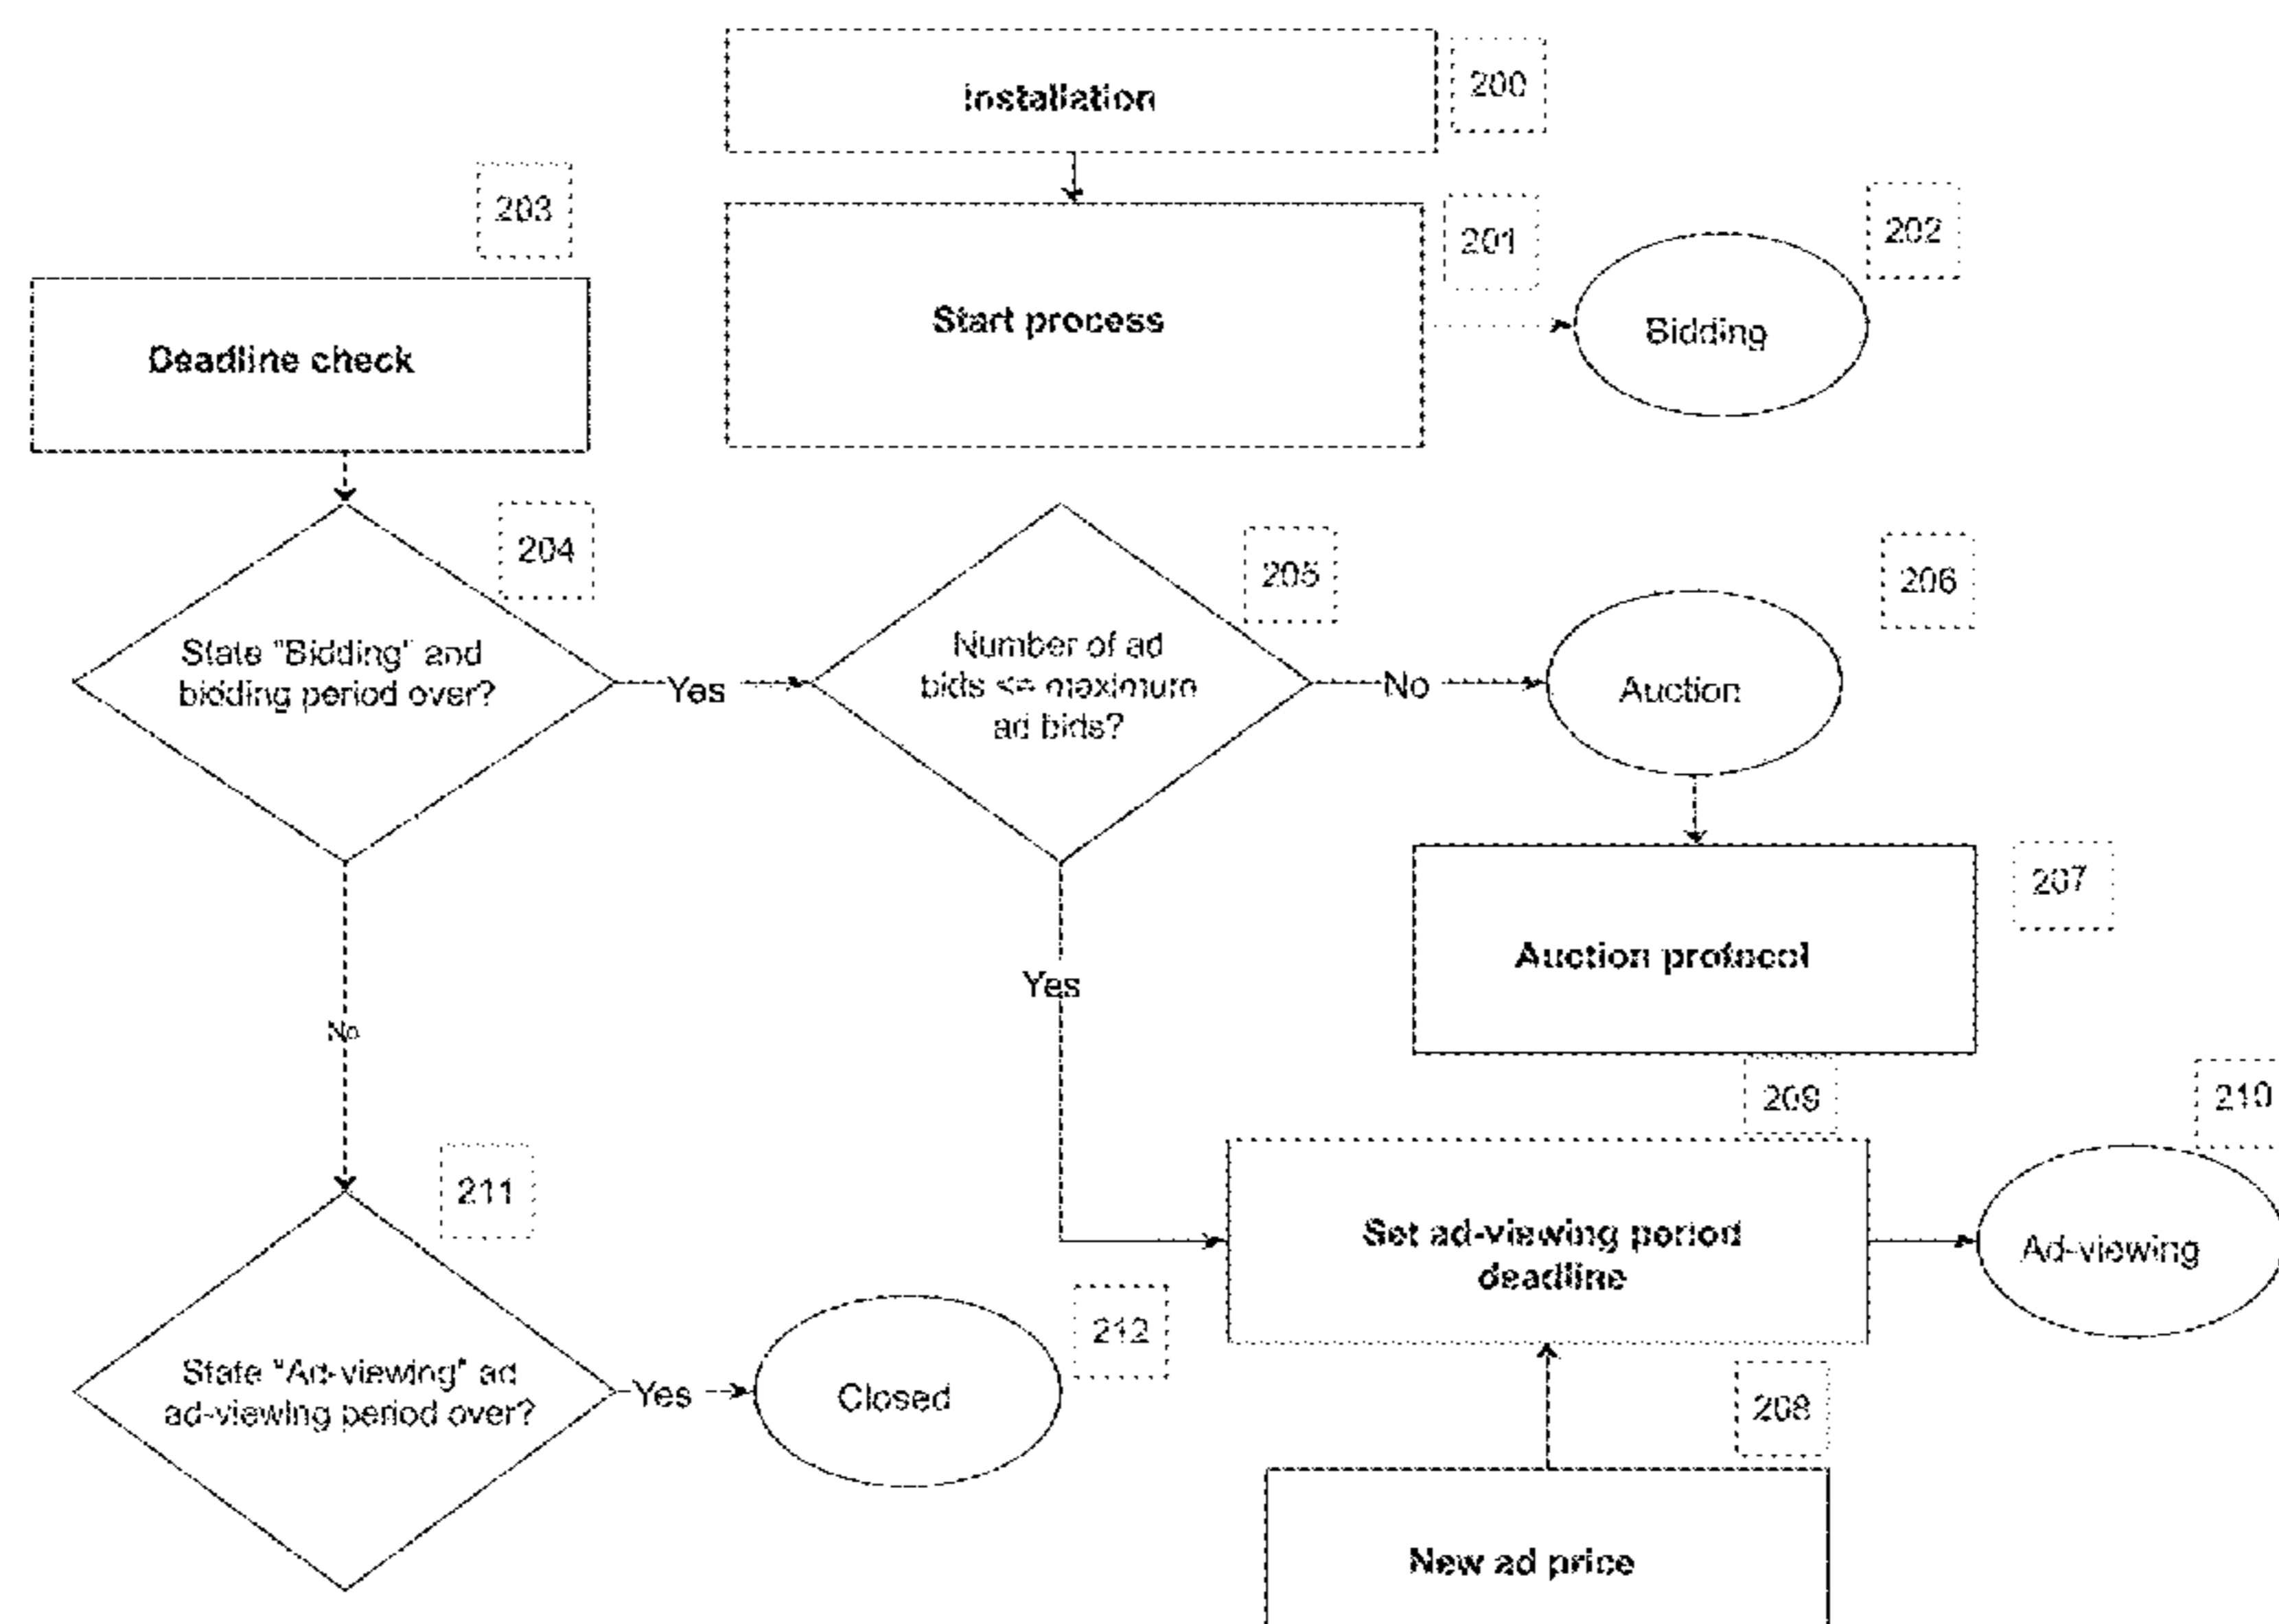 Installation
200
203
201
202
Start process
Bidding
Deadline check
204
205
206
State "Bidding" and
bidding period over?
Yes
Number of ad
bids <= maximum
ad bids?
No
Auction
207
Auction protocol
Yes
No
209
210
211
Set ad-viewing period
deadline
Ad-viewing
212
State "Ad-viewing" ad
ad-viewing period over?
Yes
Closed
208
New ad price